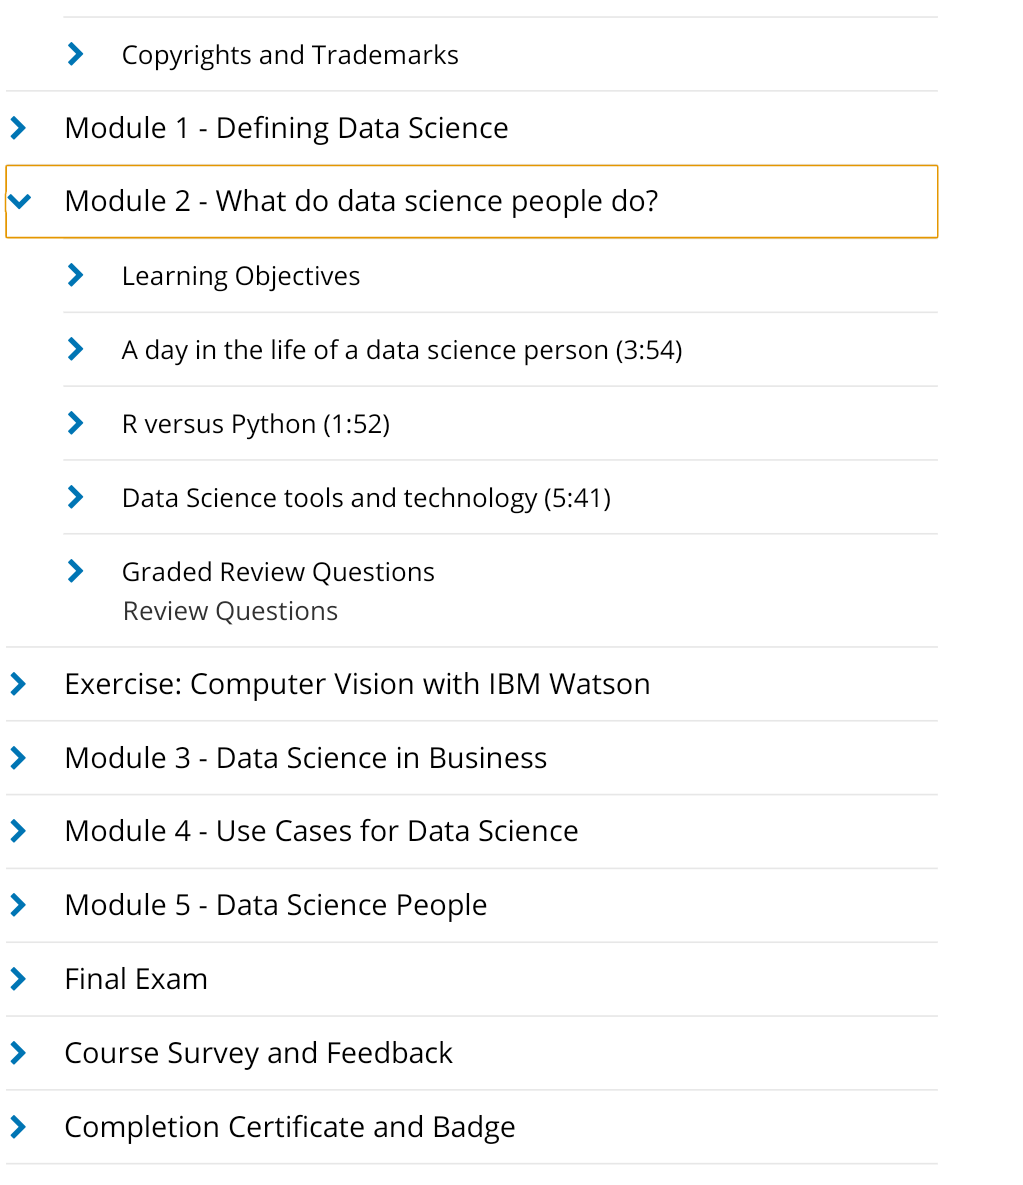 Copyrights and Trademarks
Module 1 - Defining Data Science
Module 2 - What do data science people do?
Learning Objectives
A day in the life of a data science person (3:54)
R versus Python (1:52)
Data Science tools and technology (5:41)
Graded Review Questions
Review Questions
Exercise: Computer Vision with IBM Watson
Module 3 - Data Science in Business
Module 4 - Use Cases for Data Science
Module 5 - Data Science People
Final Exam
Course Survey and Feedback
Completion Certificate and Badge